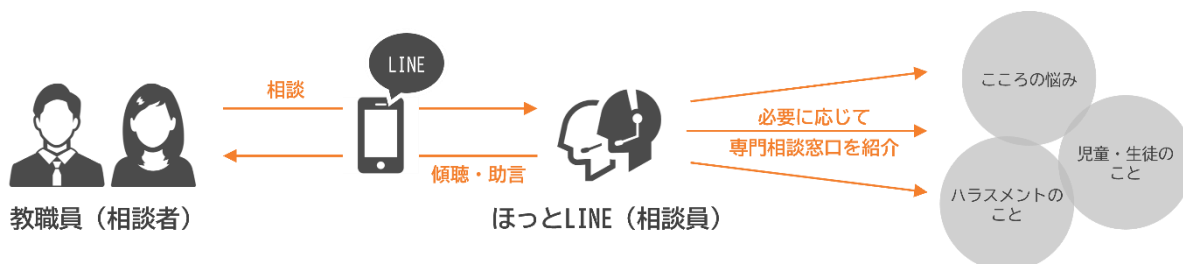 LINE
相談
傾聴・助言
教職員（相談者）
ほっとLINE（相談員）
必要に応じて
専門相談窓口を紹介
こころの悩み
児童・生徒の
こと
ハラスメントの
こと